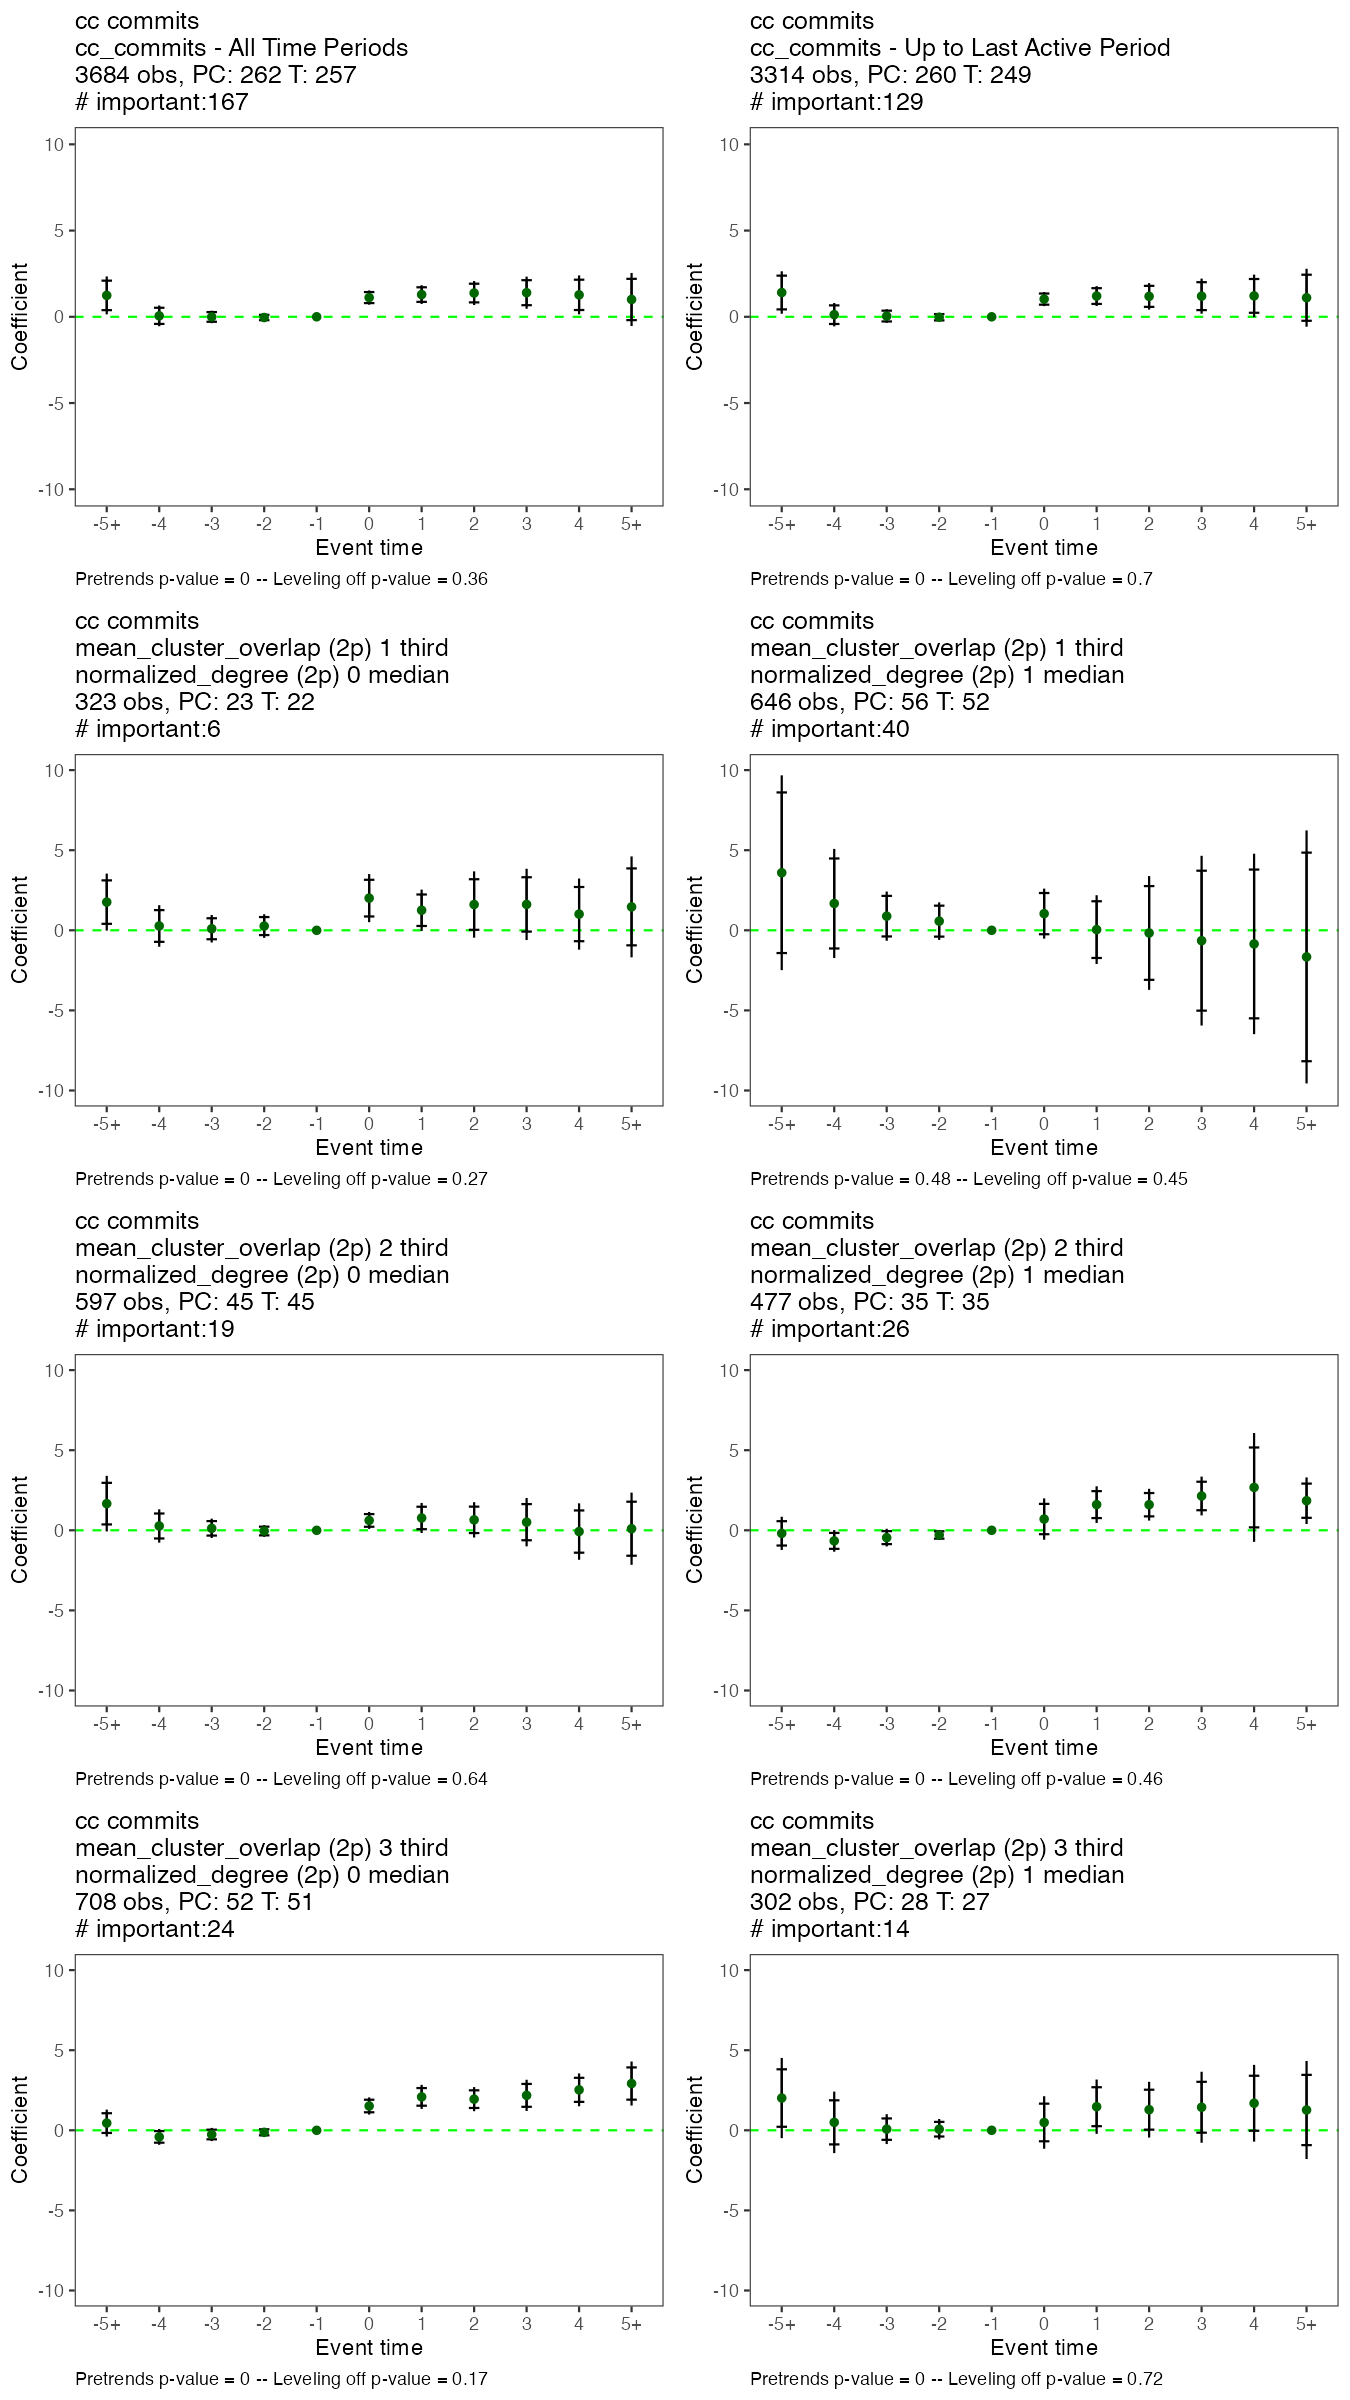 cc commits
cc_commits - All Time Periods
3684 obs, PC: 262 T: 257
# important:167
10
5
0
-5
-10
Coefficient
-5+ -4 -3 -2 -1 0 1 2 3 4 5+
Event time
Pretrends p-value = 0 -- Leveling off p-value = 0.36
cc commits
cc_commits - Up to Last Active Period
3314 obs, PC: 260 T: 249
# important:129
10
5
0
-5
-10
Coefficient
-5+ -4 -3 -2 -1 0 1 2 3 4 5+
Event time
Pretrends p-value = 0 -- Leveling off p-value = 0.7
cc commits
mean_cluster_overlap (2p) 1 third
normalized_degree (2p) 0 median
323 obs, PC: 23 T: 22
# important:6
10
5
0
-5
-10
Coefficient
-5+ -4 -3 -2 -1 0 1 2 3 4 5+
Event time
Pretrends p-value = 0 -- Leveling off p-value = 0.27
cc commits
mean_cluster_overlap (2p) 1 third
normalized_degree (2p) 1 median
646 obs, PC: 56 T: 52
# important:40
10
5
0
-5
-10
Coefficient
-5+ -4 -3 -2 -1 0 1 2 3 4 5+
Event time
Pretrends p-value = 0.48 -- Leveling off p-value = 0.45
cc commits
mean_cluster_overlap (2p) 2 third
normalized_degree (2p) 0 median
597 obs, PC: 45 T: 45
# important:19
10
5
0
-5
-10
Coefficient
-5+ -4 -3 -2 -1 0 1 2 3 4 5+
Event time
Pretrends p-value = 0 -- Leveling off p-value = 0.64
cc commits
mean_cluster_overlap (2p) 2 third
normalized_degree (2p) 1 median
477 obs, PC: 35 T: 35
# important:26
10
5
0
-5
-10
Coefficient
-5+ -4 -3 -2 -1 0 1 2 3 4 5+
Event time
Pretrends p-value = 0 -- Leveling off p-value = 0.46
cc commits
mean_cluster_overlap (2p) 3 third
normalized_degree (2p) 0 median
708 obs, PC: 52 T: 51
# important:24
10
5
0
-5
-10
Coefficient
-5+ -4 -3 -2 -1 0 1 2 3 4 5+
Event time
Pretrends p-value = 0 -- Leveling off p-value = 0.17
cc commits
mean_cluster_overlap (2p) 3 third
normalized_degree (2p) 1 median
302 obs, PC: 28 T: 27
# important:14
10
5
0
-5
-10
Coefficient
-5+ -4 -3 -2 -1 0 1 2 3 4 5+
Event time
Pretrends p-value = 0 -- Leveling off p-value = 0.72